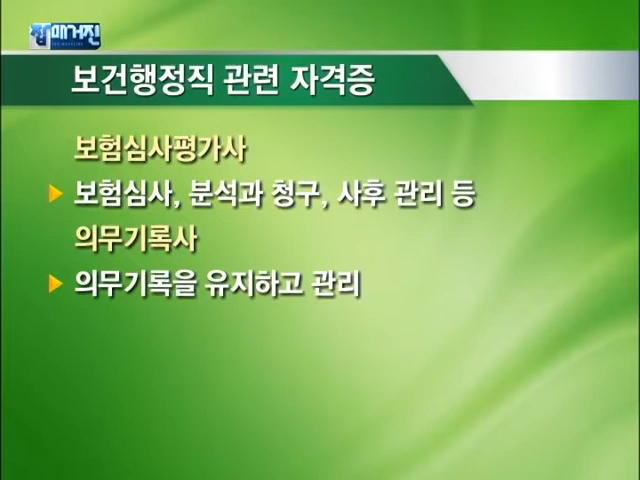 잡매거진
보건행정직 관련 자격증
보험심사평가사
보험심사, 분석과 청구, 사후 관리 등
의무기록사
의무기록을 유지하고 관리